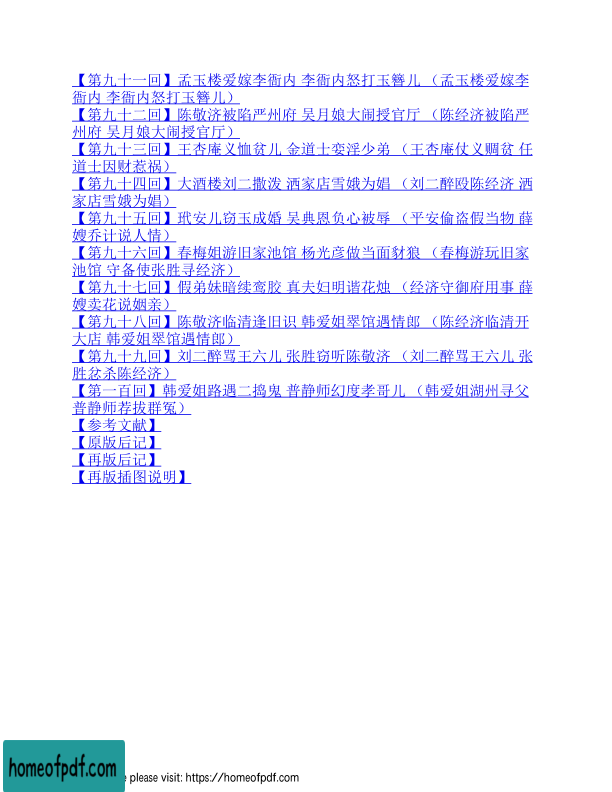 【第九十一回】孟玉楼爱嫁李衙内 李衙内怒打玉簪儿 （孟玉楼爱嫁李
衙内 李衙内怒打玉簪儿）
【第九十二回】陈敬济被陷严州府 吴月娘大闹授官厅 （陈经济被陷严
州府 吴月娘大闹授官厅）
【第九十三回】王杏庵义恤贫儿 金道士娈淫少弟 （王杏庵仗义赒贫 任
道士因财惹祸）
【第九十四回】大酒楼刘二撒泼 洒家店雪娥为娼 （刘二醉殴陈经济 洒
家店雪娥为娼）
【第九十五回】玳安儿窃玉成婚 吴典恩负心被辱 （平安偷盗假当物 薛
嫂乔计说人情）
【第九十六回】春梅姐游旧家池馆 杨光彦做当面豺狼 （春梅游玩旧家
池馆 守备使张胜寻经济）
【第九十七回】假弟妹暗续鸾胶 真夫妇明谐花烛 （经济守御府用事 薛
嫂卖花说姻亲）
【第九十八回】陈敬济临清逢旧识 韩爱姐翠馆遇情郎 （陈经济临清开
大店 韩爱姐翠馆遇情郎）
【第九十九回】刘二醉骂王六儿 张胜窃听陈敬济 （刘二醉骂王六儿 张
胜忿杀陈经济）
【第一百回】韩爱姐路遇二捣鬼 普静师幻度孝哥儿 （韩爱姐湖州寻父
普静师荐拔群冤）
【参考文献】
【原版后记】
【再版后记】
【再版插图说明】
homeofpdf.com
e please visit: https://homeofpdf.com